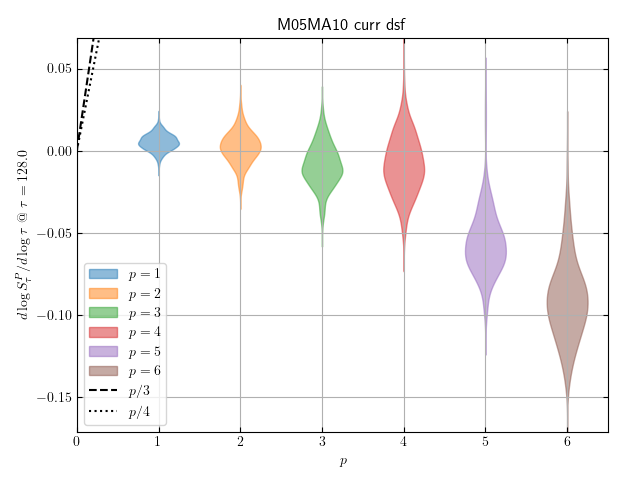 M05MA10 curr dsf
d log S_τ^P / d log τ @ τ = 128.0
0.05
0.00
−0.05
−0.10
−0.15
p = 1
p = 2
p = 3
p = 4
p = 5
p = 6
p/3
p/4
0 1 2 3 4 5 6
p